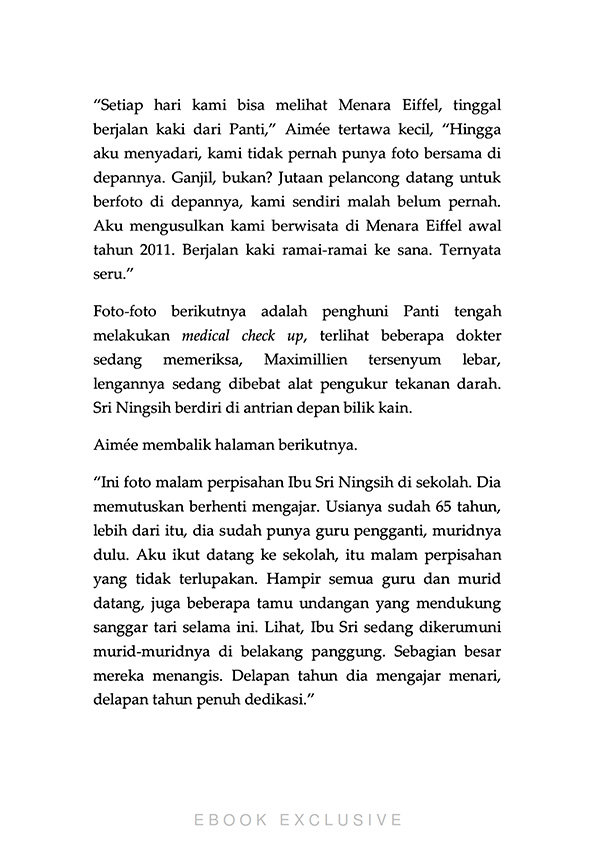 “Setiap hari kami bisa melihat Menara Eiffel, tinggal
berjalan kaki dari Panti,” Aimée tertawa kecil, “Hingga
aku menyadari, kami tidak pernah punya foto bersama di
depannya. Ganjil, bukan? Jutaan pelancong datang untuk
berfoto di depannya, kami sendiri malah belum pernah.
Aku mengusulkan kami berwisata di Menara Eiffel awal
tahun 2011. Berjalan kaki ramai-ramai ke sana. Ternyata
seru.”
Foto-foto berikutnya adalah penghuni Panti tengah
melakukan medical check up, terlihat beberapa dokter
sedang memeriksa, Maximillien tersenyum lebar,
lengannya sedang dibebat alat pengukur tekanan darah.
Sri Ningsih berdiri di antrian depan bilik kain.
Aimée membalik halaman berikutnya.
“Ini foto malam perpisahan Ibu Sri Ningsih di sekolah. Dia
memutuskan berhenti mengajar. Usianya sudah 65 tahun,
lebih dari itu, dia sudah punya guru pengganti, muridnya
dulu. Aku ikut datang ke sekolah, itu malam perpisahan
yang tidak terlupakan. Hampir semua guru dan murid
datang, juga beberapa tamu undangan yang mendukung
sanggar tari selama ini. Lihat, Ibu Sri sedang dikerumuni
murid-muridnya di belakang panggung. Sebagian besar
mereka menangis. Delapan tahun dia mengajar menari,
delapan tahun penuh dedikasi.”
EBOOK EXCLUSIVE